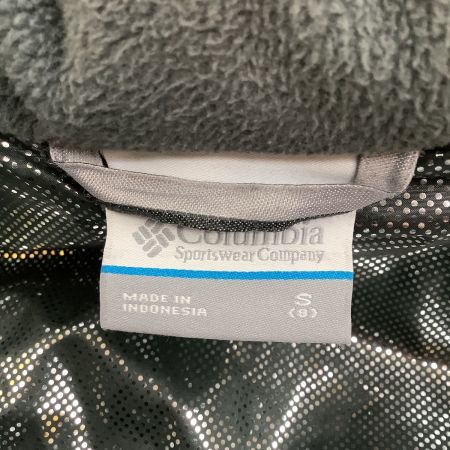 Columbia
Sportswear Company
MADE IN
INDONESIA
S
(8)